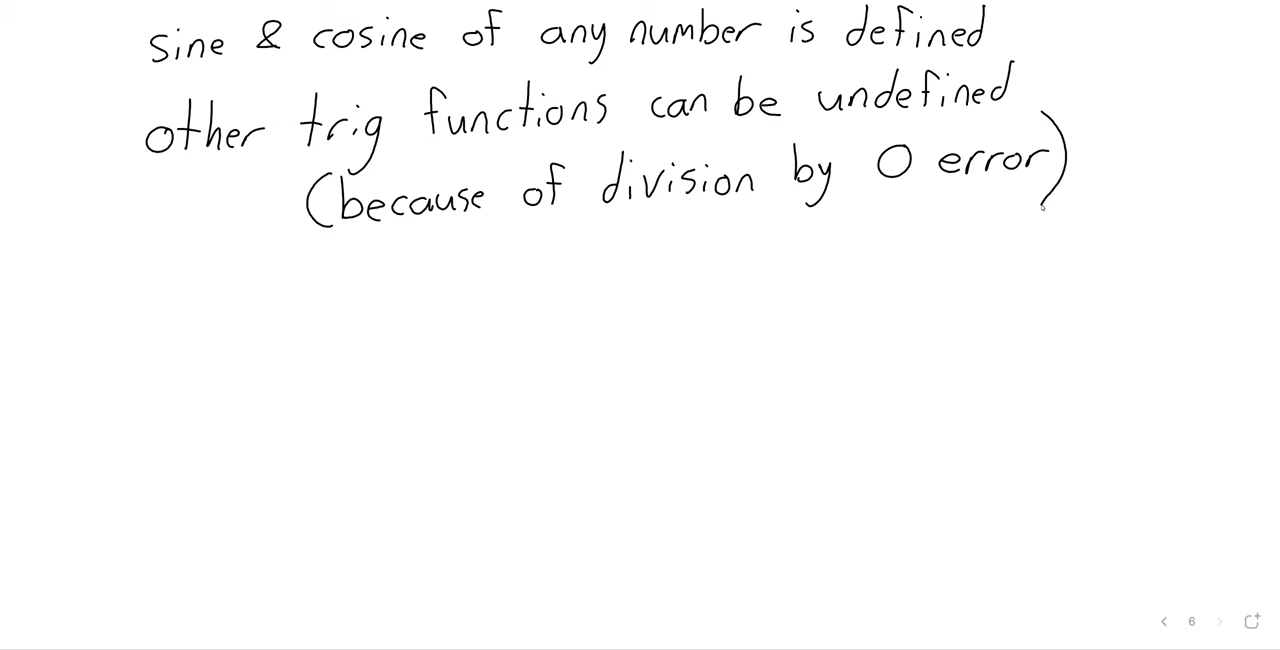 sine & cosine of any number is defined
other trig functions can be undefined
(because of division by 0 error)
6